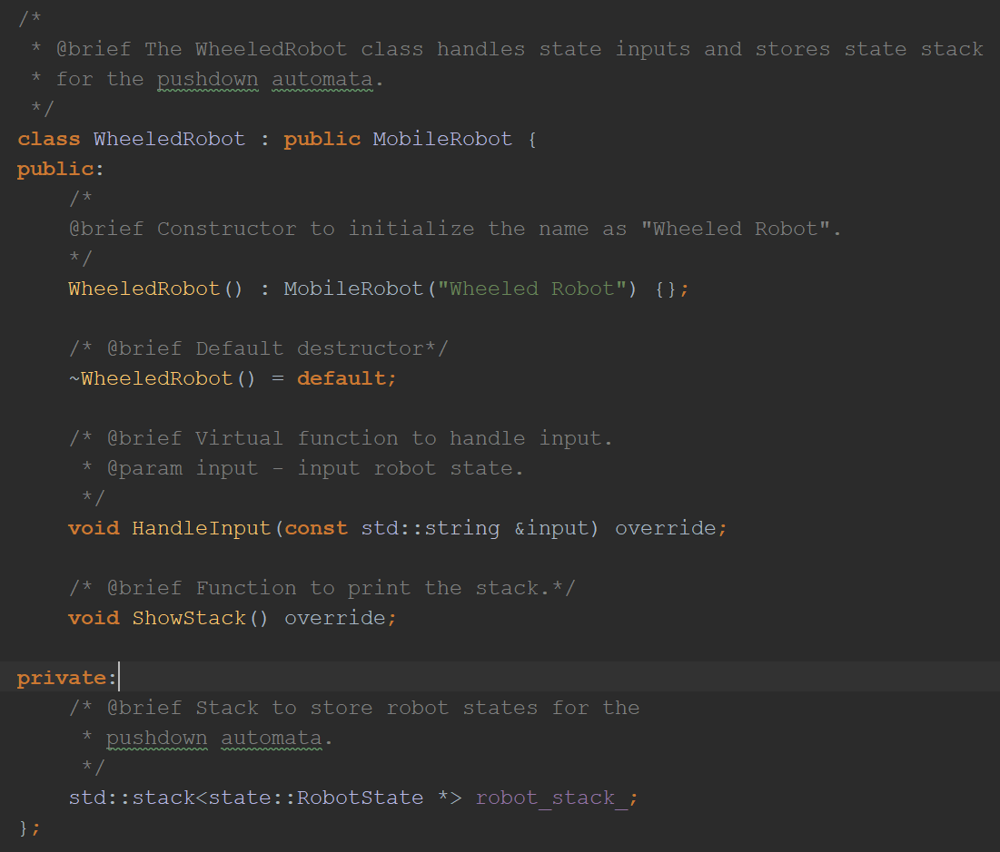 /*
 * @brief The WheeledRobot class handles state inputs and stores state stack
 * for the pushdown automata.
 */
class WheeledRobot : public MobileRobot {
public:
    /*
    @brief Constructor to initialize the name as "Wheeled Robot".
    */
    WheeledRobot() : MobileRobot("Wheeled Robot") {};

    /* @brief Default destructor*/
    ~WheeledRobot() = default;

    /* @brief Virtual function to handle input.
     * @param input - input robot state.
     */
    void HandleInput(const std::string &input) override;

    /* @brief Function to print the stack.*/
    void ShowStack() override;

private:
    /* @brief Stack to store robot states for the
     * pushdown automata.
     */
    std::stack<state::RobotState *> robot_stack_;
};